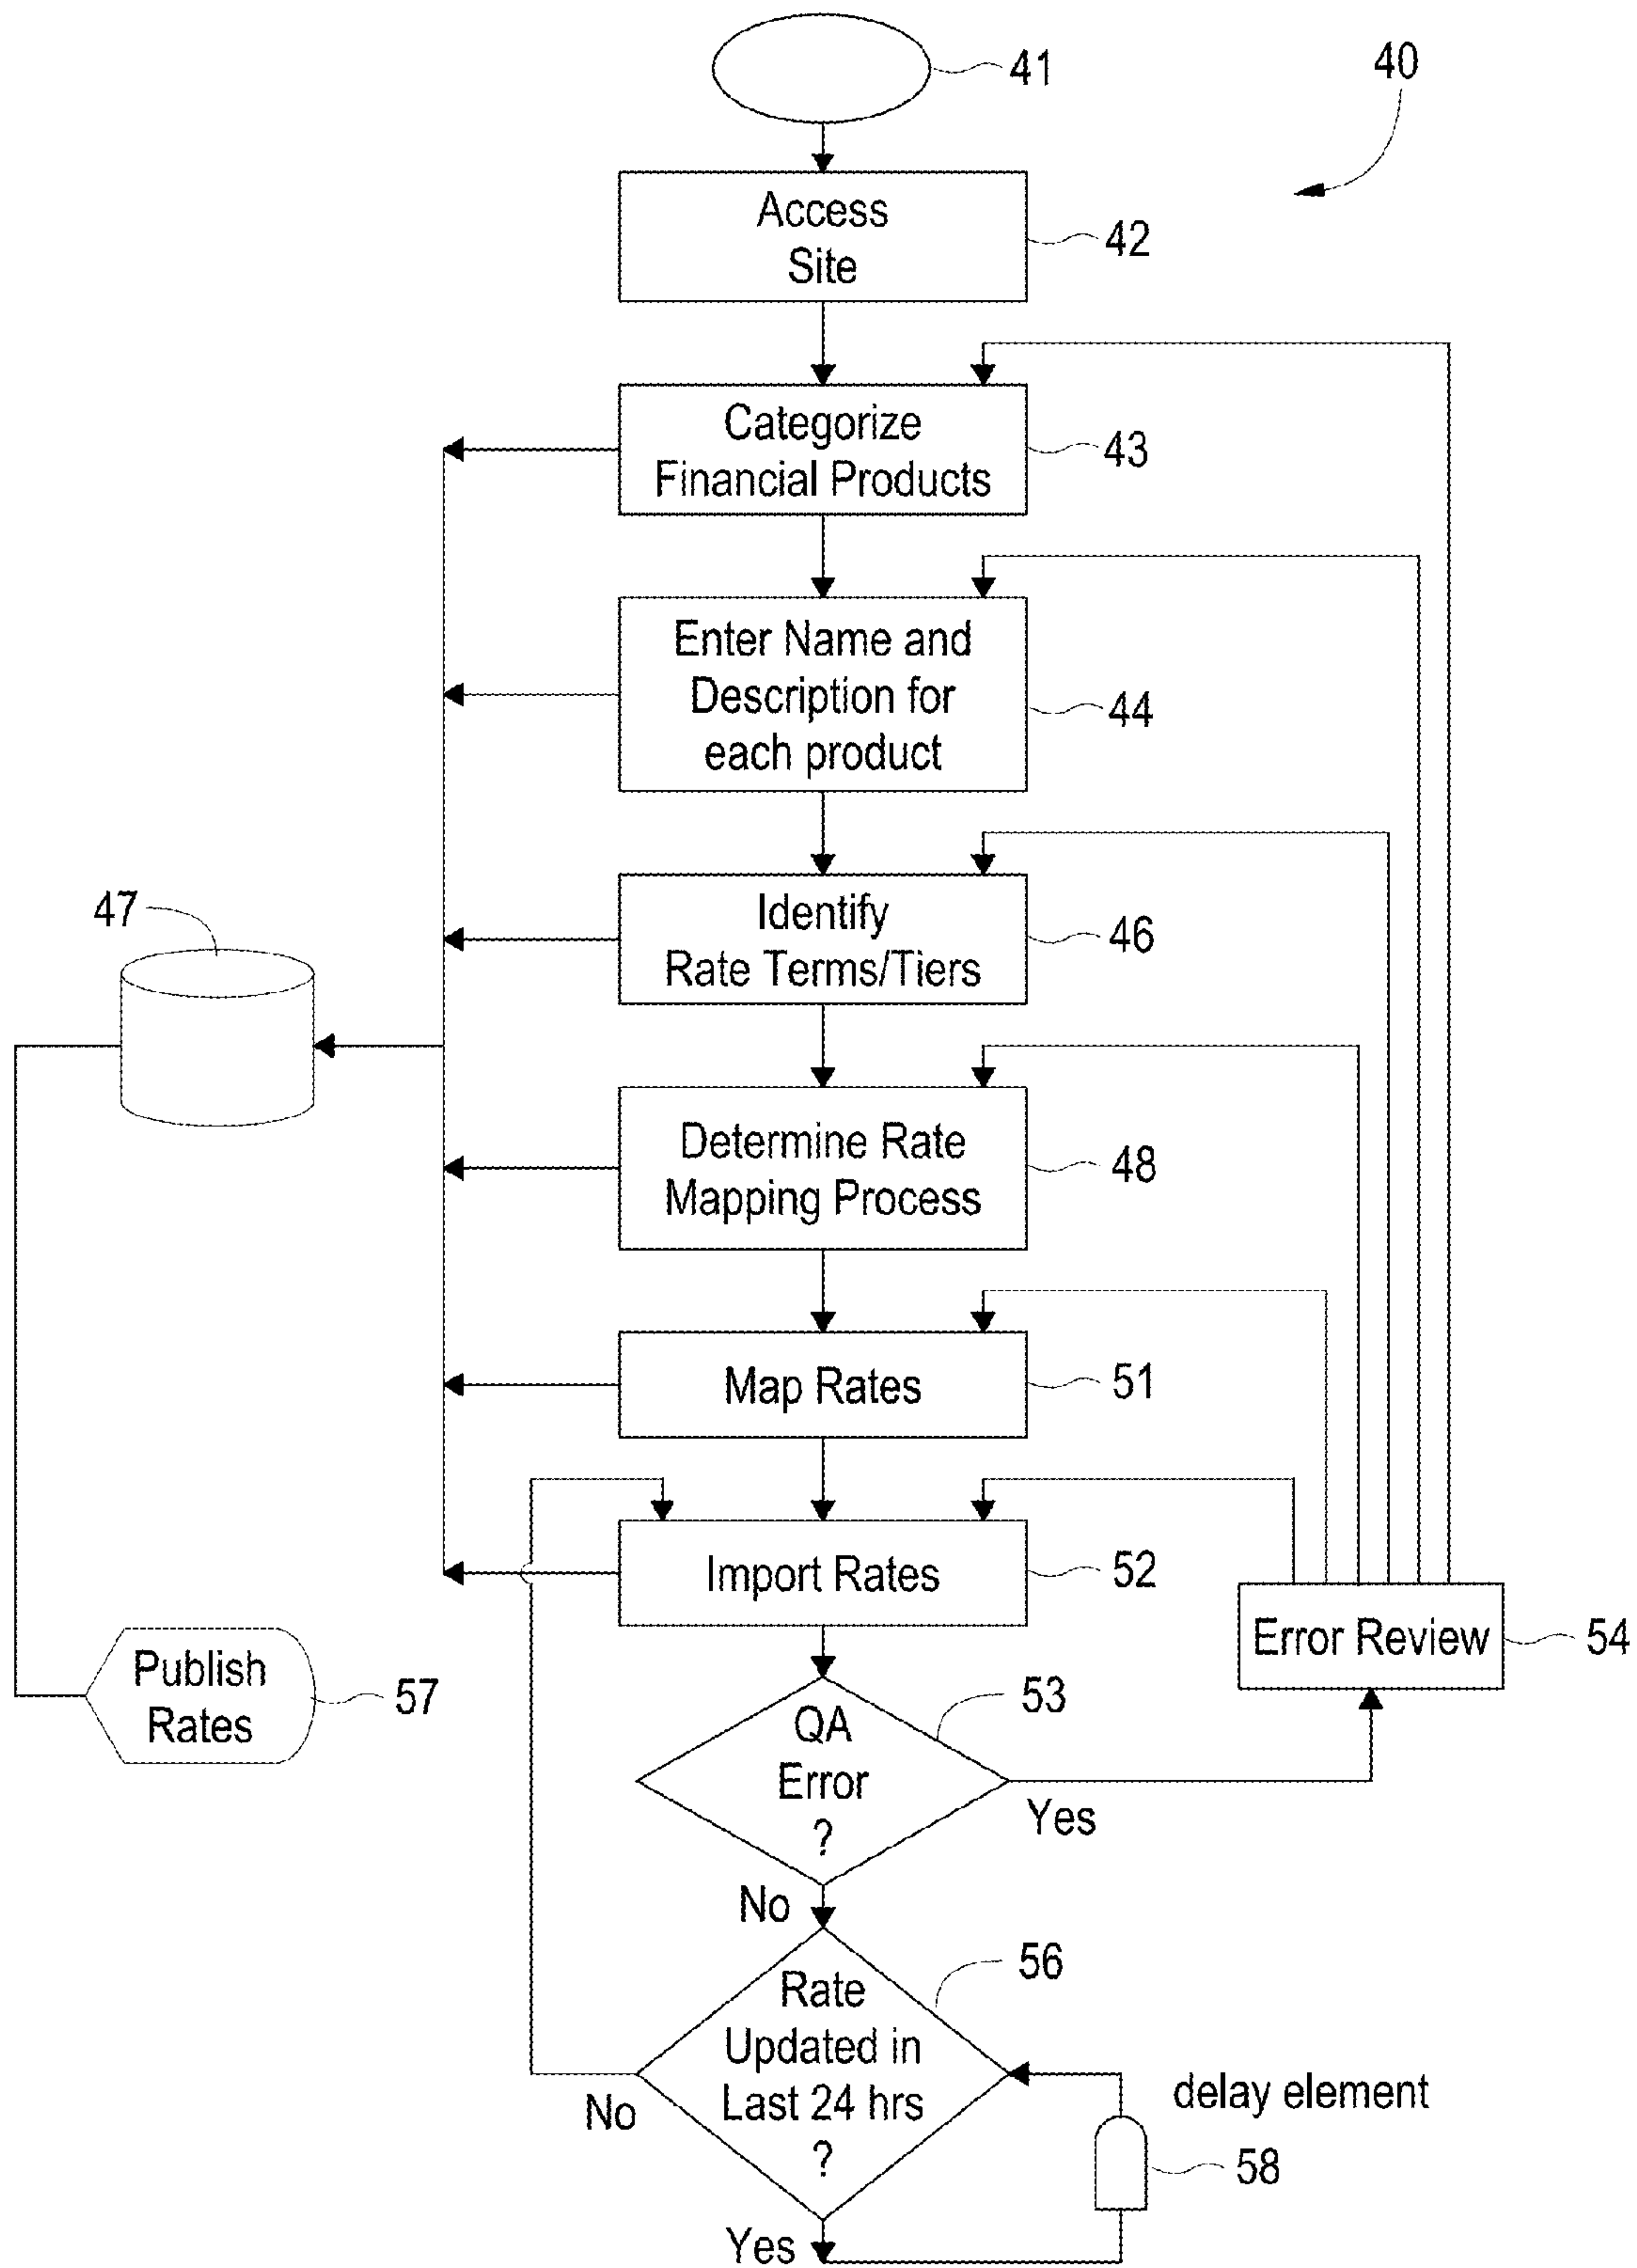 41
40
Access
Site
42
Categorize
Financial Products
43
Enter Name and
Description for
each product
44
47
Identify
Rate Terms/Tiers
46
Determine Rate
Mapping Process
48
Map Rates
51
Import Rates
52
Error Review
54
Publish
Rates
57
53
QA
Error
?
Yes
No
56
Rate
Updated in
Last 24 hrs
?
No
delay element
58
Yes